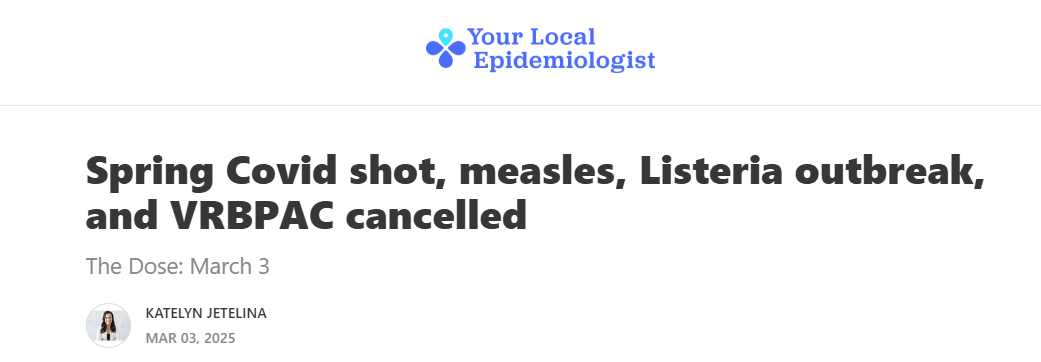 Your Local
Epidemiologist
Spring Covid shot, measles, Listeria outbreak,
and VRBPAC cancelled
The Dose: March 3
KATELYN JETELINA
MAR 03, 2025